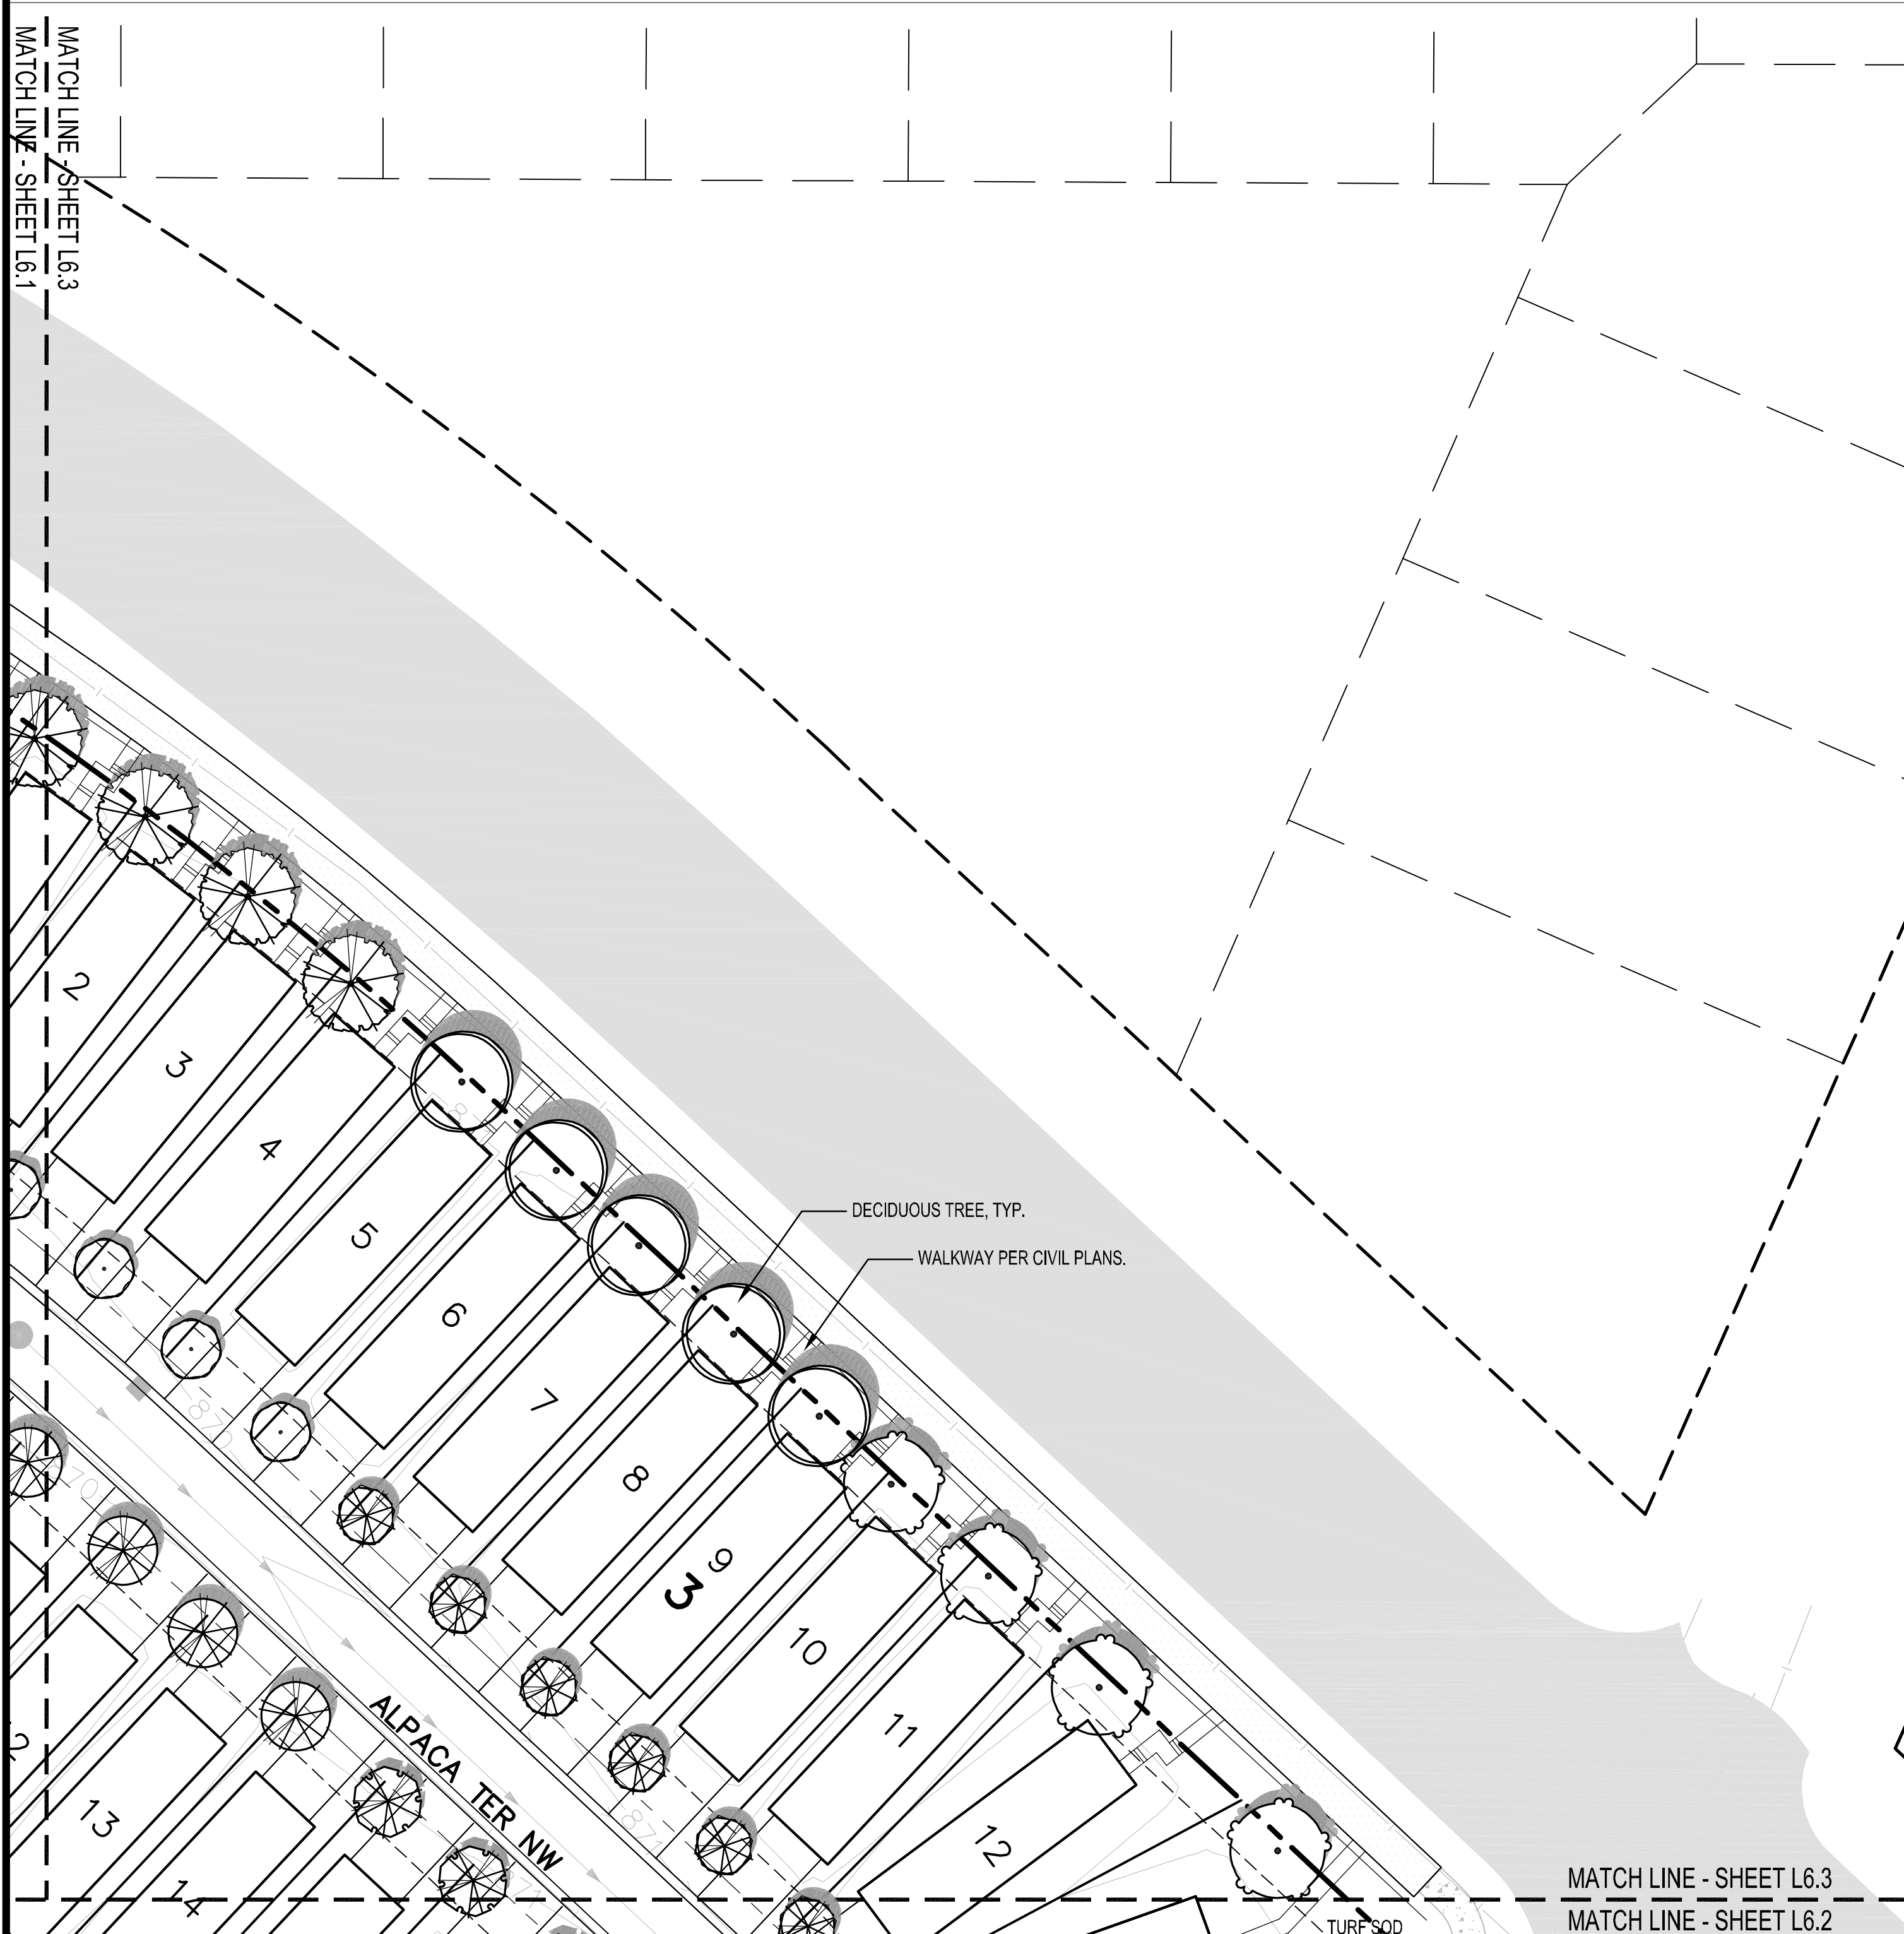 MATCH LINE - SHEET L6.3
MATCH LINE - SHEET L6.1
2
3
4
5
6
7
8
9
3
10
11
12
DECIDUOUS TREE, TYP.
WALKWAY PER CIVIL PLANS.
ALPACA TER NW
13
14
MATCH LINE - SHEET L6.3
MATCH LINE - SHEET L6.2
TURF SOD